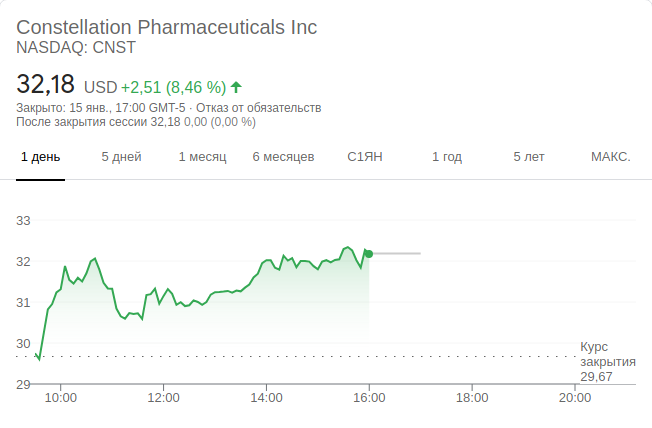 Constellation Pharmaceuticals Inc
NASDAQ: CNST
32,18 USD +2,51 (8,46 %)
Закрыто: 15 янв., 17:00 GMT-5 · Отказ от обязательств
После закрытия сессии 32,18 0,00 (0,00 %)
1 день 5 дней 1 месяц 6 месяцев С1ЯН 1 год 5 лет МАКС.
33
32
31
30
Курс
закрытия
29,67
29
10:00 12:00 14:00 16:00 18:00 20:00